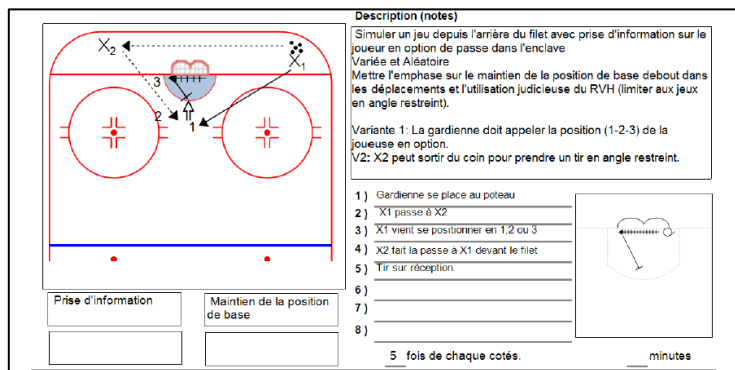 Description (notes)
Simuler un jeu depuis l'arrière du filet avec prise d'information sur le
joueur en option de passe dans l'enclave
Variée et Aléatoire
Mettre l'emphase sur le maintien de la position de base debout dans
les déplacements et l'utilisation judicieuse du RVH (limiter aux jeux
en angle restreint).
Variante 1: La gardienne doit appeler la position (1-2-3) de la
joueuse en option.
V2: X2 peut sortir du coin pour prendre un tir en angle restreint.
X2
X1
3
2
1
1 ) Gardienne se place au poteau
2 ) X1 passe à X2
3 ) X1 vient se positionner en 1,2 ou 3
4 ) X2 fait la passe à X1 devant le filet
5 ) Tir sur réception.
6 )
7 )
8 )
5 fois de chaque cotés.
minutes
Prise d'information
Maintien de la position
de base